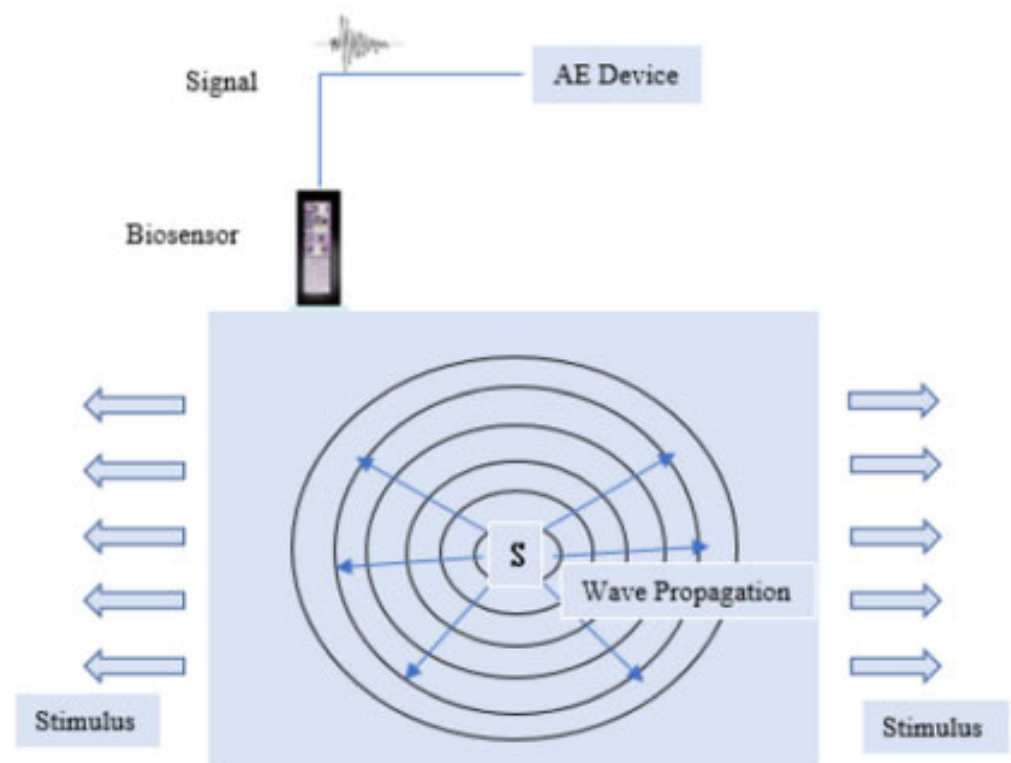 Signal
AE Device
Biosensor
S
Wave Propagation
Stimulus
Stimulus